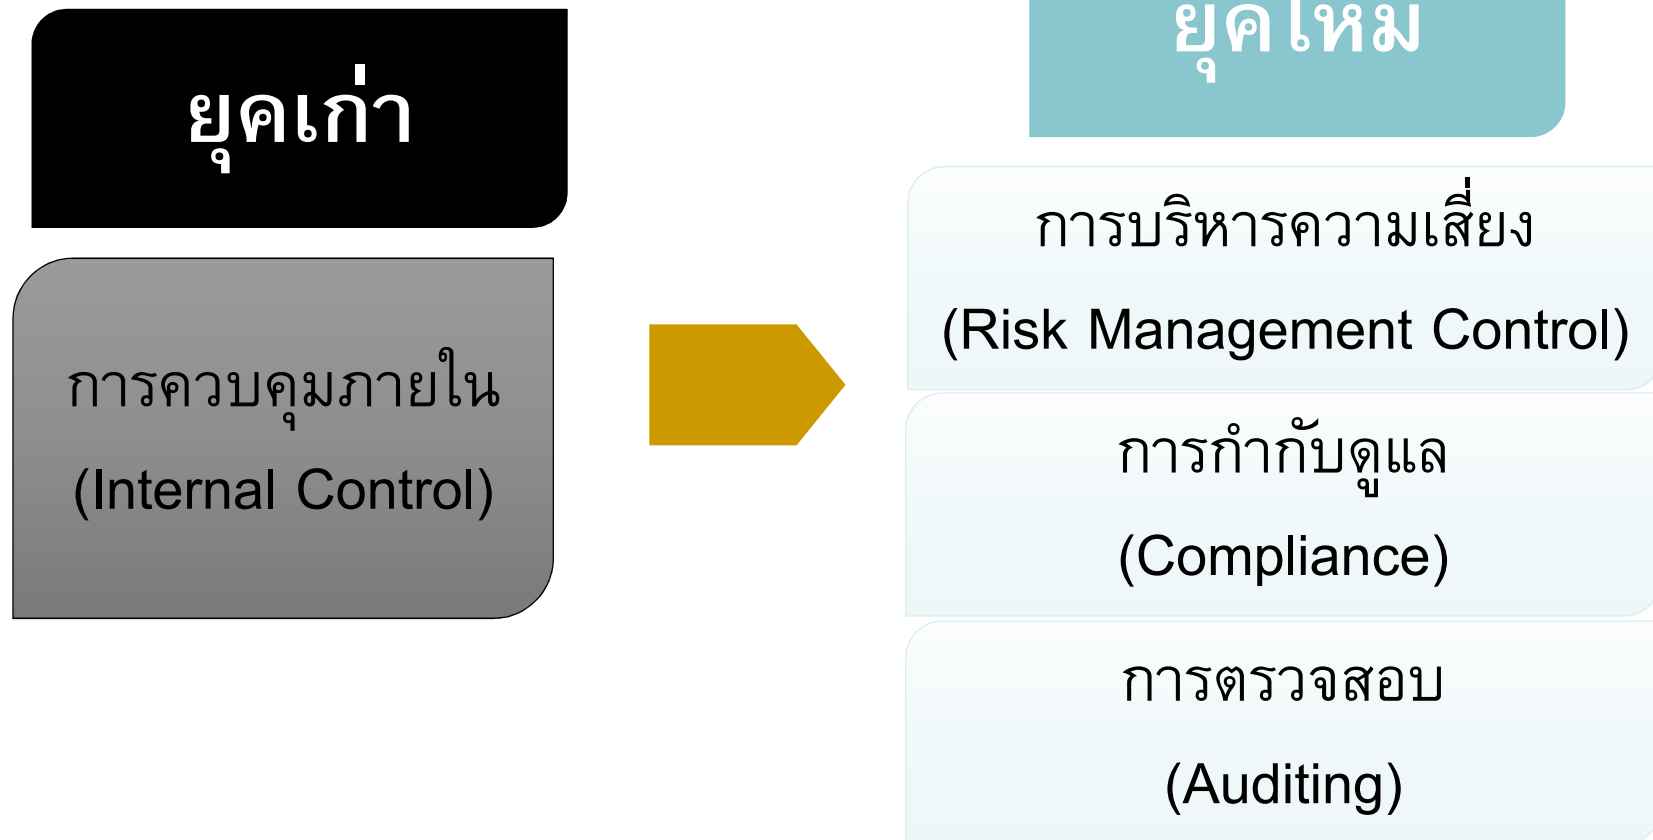 ยุคเก่า
การควบคุมภายใน
(Internal Control)
ยุคใหม่
การบริหารความเสี่ยง
(Risk Management Control)
การกำกับดูแล
(Compliance)
การตรวจสอบ
(Auditing)